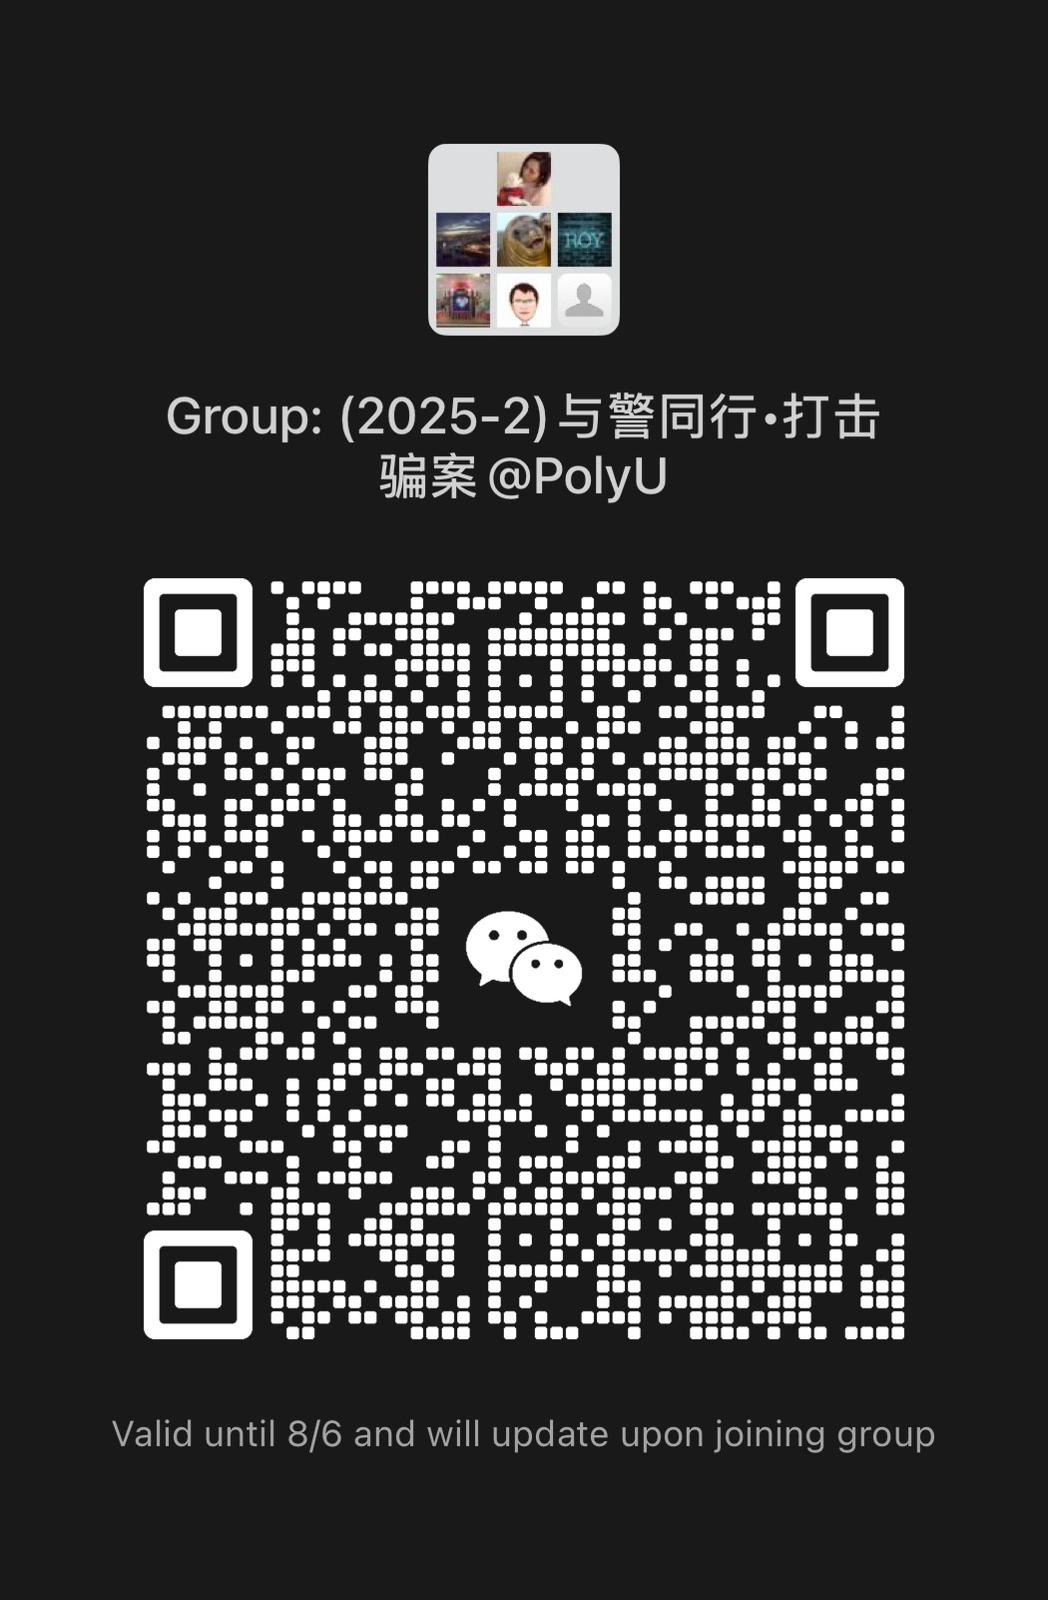 ROY
Group: (2025-2)与警同行•打击
骗案@PolyU
Valid until 8/6 and will update upon joining group